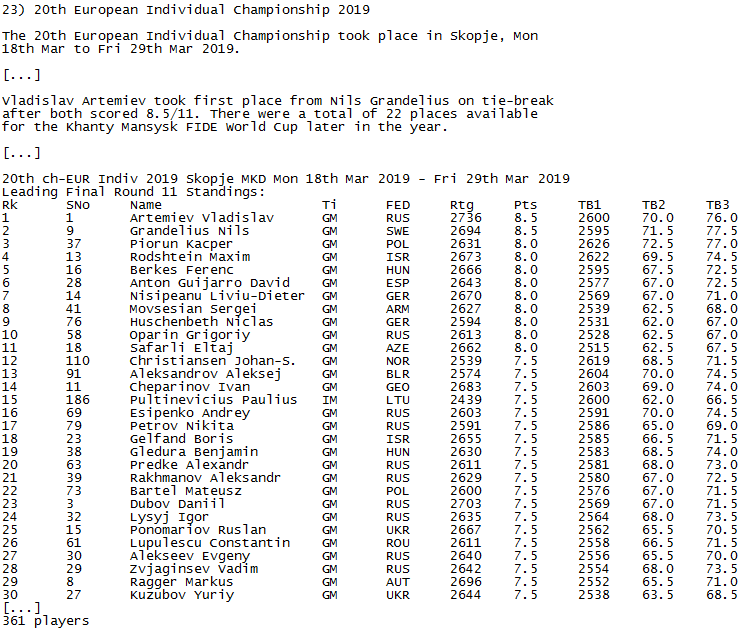 23) 20th European Individual Championship 2019
The 20th European Individual Championship took place in Skopje, Mon
18th Mar to Fri 29th Mar 2019.
[...]
Vladislav Artemiev took first place from Nils Grandelius on tie-break
after both scored 8.5/11. There were a total of 22 places available
for the Khanty Mansysk FIDE World Cup later in the year.
[...]
20th ch-EUR Indiv 2019 Skopje MKD Mon 18th Mar 2019 - Fri 29th Mar 2019
Leading Final Round 11 Standings:
Rk SNo Name Ti FED Rtg Pts TB1 TB2 TB3
1 1 Artemiev Vladislav GM RUS 2736 8.5 2600 70.0 76.0
2 9 Grandelius Nils GM SWE 2694 8.5 2595 71.5 77.5
3 37 Piorun Kacper GM POL 2631 8.0 2626 72.5 77.0
4 13 Rodshtein Maxim GM ISR 2673 8.0 2622 69.5 74.5
5 16 Berkes Ferenc GM HUN 2666 8.0 2595 67.5 72.5
6 28 Anton Guijarro David GM ESP 2643 8.0 2577 67.0 72.5
7 14 Nisipeanu Liviu-Dieter GM GER 2670 8.0 2569 67.0 71.0
8 41 Movsesian Sergei GM ARM 2627 8.0 2539 62.5 68.0
9 76 Huschenbeth Niclas GM GER 2594 8.0 2531 62.0 67.0
10 58 Oparin Grigoriy GM RUS 2613 8.0 2528 62.5 67.0
11 18 Safarli Eltaj GM AZE 2662 8.0 2515 62.5 67.5
12 110 Christiansen Johan-S. GM NOR 2539 7.5 2619 68.5 71.5
13 91 Aleksandrov Aleksej GM BLR 2574 7.5 2604 70.0 74.5
14 11 Cheparinov Ivan GM GEO 2683 7.5 2603 69.0 74.0
15 186 Pultinevicius Paulius IM LTU 2439 7.5 2600 62.0 66.5
16 69 Esipenko Andrey GM RUS 2603 7.5 2591 70.0 74.5
17 79 Petrov Nikita GM RUS 2591 7.5 2586 65.0 69.0
18 23 Gelfand Boris GM ISR 2655 7.5 2585 66.5 71.5
19 38 Gledura Benjamin GM HUN 2630 7.5 2583 68.5 74.0
20 63 Predke Alexandr GM RUS 2611 7.5 2581 68.0 73.0
21 39 Rakhmanov Aleksandr GM RUS 2629 7.5 2580 67.0 72.5
22 73 Bartel Mateusz GM POL 2600 7.5 2576 67.0 71.5
23 3 Dubov Daniil GM RUS 2703 7.5 2569 67.0 71.5
24 32 Lysyj Igor GM RUS 2635 7.5 2564 68.0 73.5
25 15 Ponomariov Ruslan GM UKR 2667 7.5 2562 65.5 70.5
26 61 Lupulescu Constantin GM ROU 2611 7.5 2558 66.5 71.5
27 30 Alekseev Evgeny GM RUS 2640 7.5 2556 65.5 70.0
28 29 Zvjaginsev Vadim GM RUS 2642 7.5 2554 68.0 73.5
29 8 Ragger Markus GM AUT 2696 7.5 2552 65.5 71.0
30 27 Kuzubov Yuriy GM UKR 2644 7.5 2538 63.5 68.5
[...]
361 players